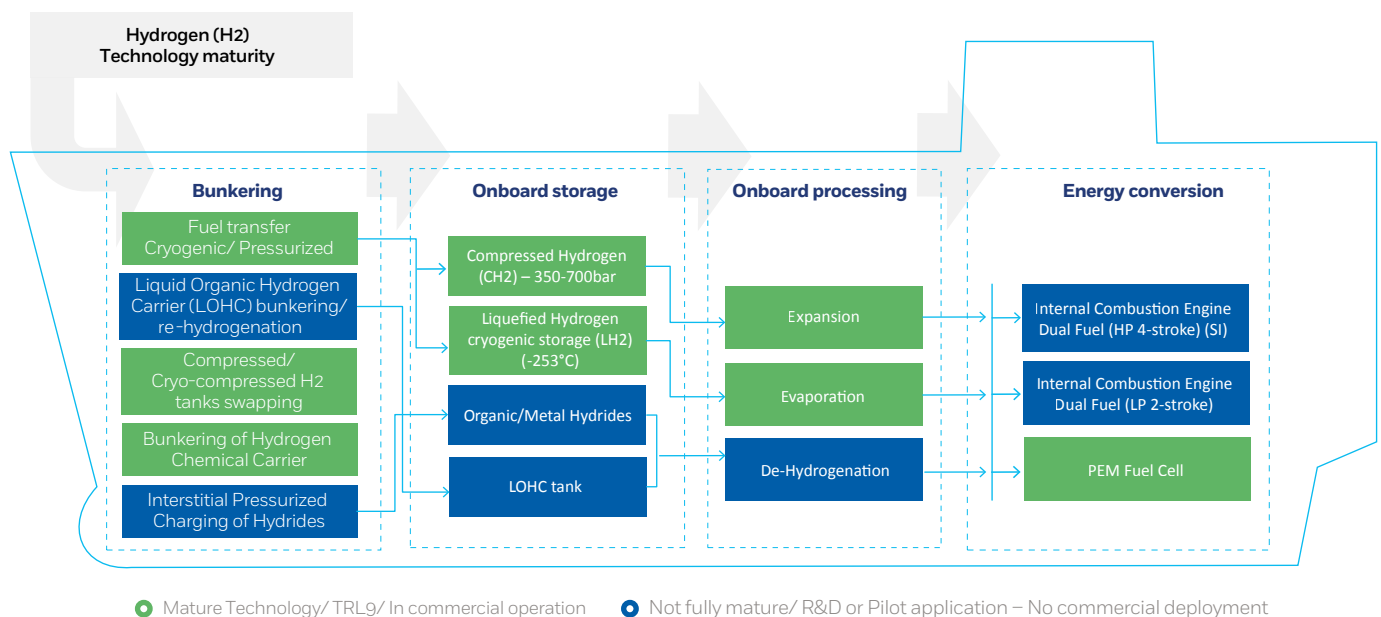 Hydrogen (H2)
Technology maturity
Bunkering
Fuel transfer
Cryogenic/ Pressurized
Liquid Organic Hydrogen
Carrier (LOHC) bunkering/
re-hydrogenation
Compressed/
Cryo-compressed H2
tanks swapping
Bunkering of Hydrogen
Chemical Carrier
Interstitial Pressurized
Charging of Hydrides
Onboard storage
Compressed Hydrogen
(CH2) – 350-700bar
Liquefied Hydrogen
cryogenic storage (LH2)
(-253°C)
Organic/Metal Hydrides
LOHC tank
Onboard processing
Expansion
Evaporation
De-Hydrogenation
Energy conversion
Internal Combustion Engine
Dual Fuel (HP 4-stroke) (SI)
Internal Combustion Engine
Dual Fuel (LP 2-stroke)
PEM Fuel Cell
Mature Technology/ TRL9/ In commercial operation
Not fully mature/ R&D or Pilot application – No commercial deployment